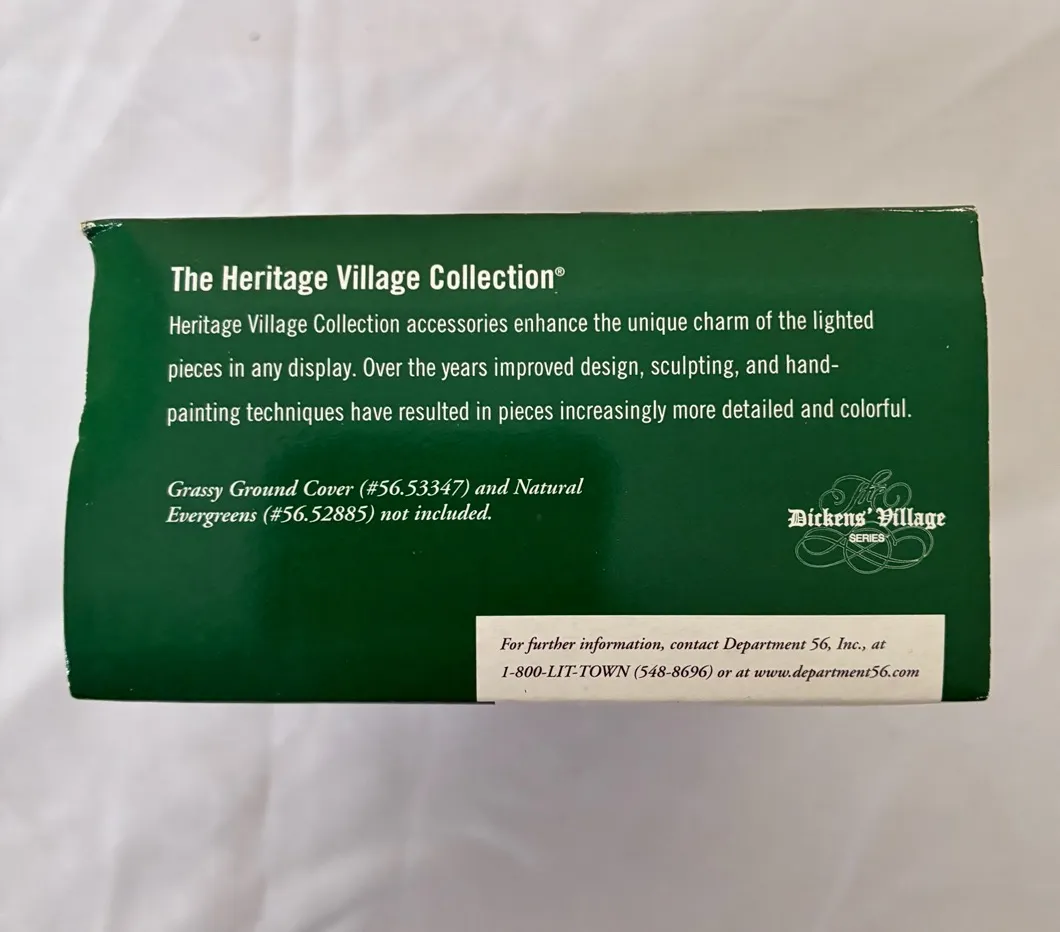 The Heritage Village Collection®
Heritage Village Collection accessories enhance the unique charm of the lighted
pieces in any display. Over the years improved design, sculpting, and hand-
painting techniques have resulted in pieces increasingly more detailed and colorful.
Grassy Ground Cover (#56.53347) and Natural
Evergreens (#56.52885) not included.
The
Dickens' Village
SERIES
For further information, contact Department 56, Inc., at
1-800-LIT-TOWN (548-8696) or at www.department56.com